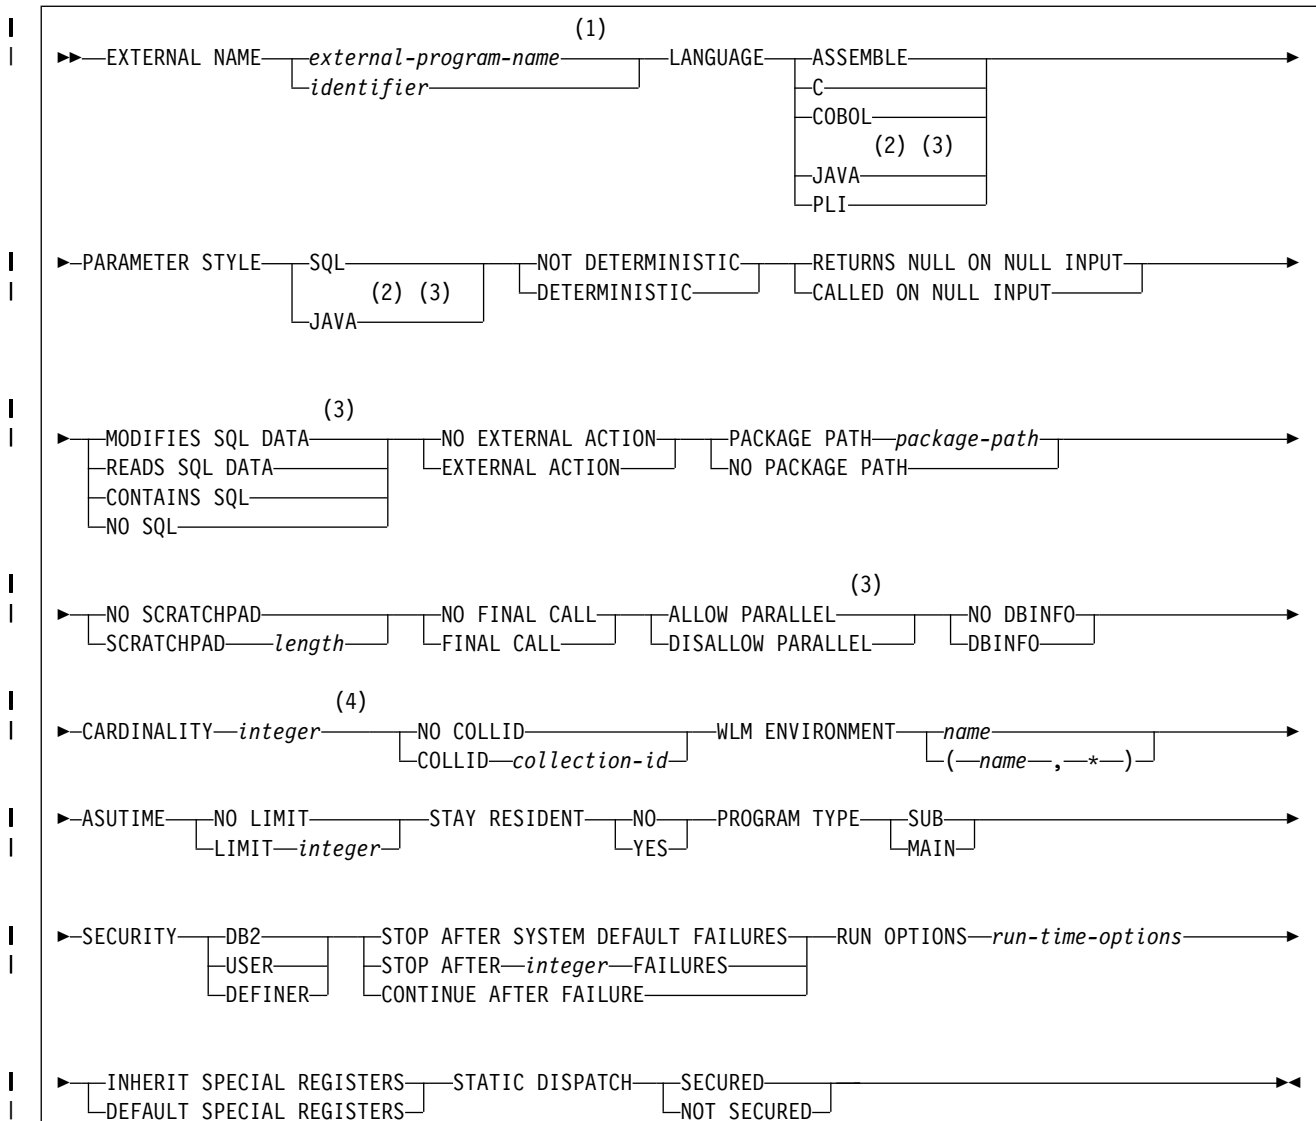 (1)
EXTERNAL NAME external-program-name LANGUAGE ASSEMBLE
identifier C
COBOL
(2) (3)
JAVA
PLI
PARAMETER STYLE SQL NOT DETERMINISTIC RETURNS NULL ON NULL INPUT
(2) (3) DETERMINISTIC CALLED ON NULL INPUT
JAVA
(3)
MODIFIES SQL DATA NO EXTERNAL ACTION PACKAGE PATH package-path
READS SQL DATA EXTERNAL ACTION NO PACKAGE PATH
CONTAINS SQL
NO SQL
(3)
NO SCRATCHPAD NO FINAL CALL ALLOW PARALLEL NO DBINFO
SCRATCHPAD length FINAL CALL DISALLOW PARALLEL DBINFO
(4)
CARDINALITY integer NO COLLID WLM ENVIRONMENT name
COLLID collection-id ( name , * )
ASUTIME NO LIMIT STAY RESIDENT NO PROGRAM TYPE SUB
LIMIT integer YES MAIN
SECURITY DB2 STOP AFTER SYSTEM DEFAULT FAILURES RUN OPTIONS run-time-options
USER STOP AFTER integer FAILURES
DEFINER CONTINUE AFTER FAILURE
INHERIT SPECIAL REGISTERS STATIC DISPATCH SECURED
DEFAULT SPECIAL REGISTERS NOT SECURED